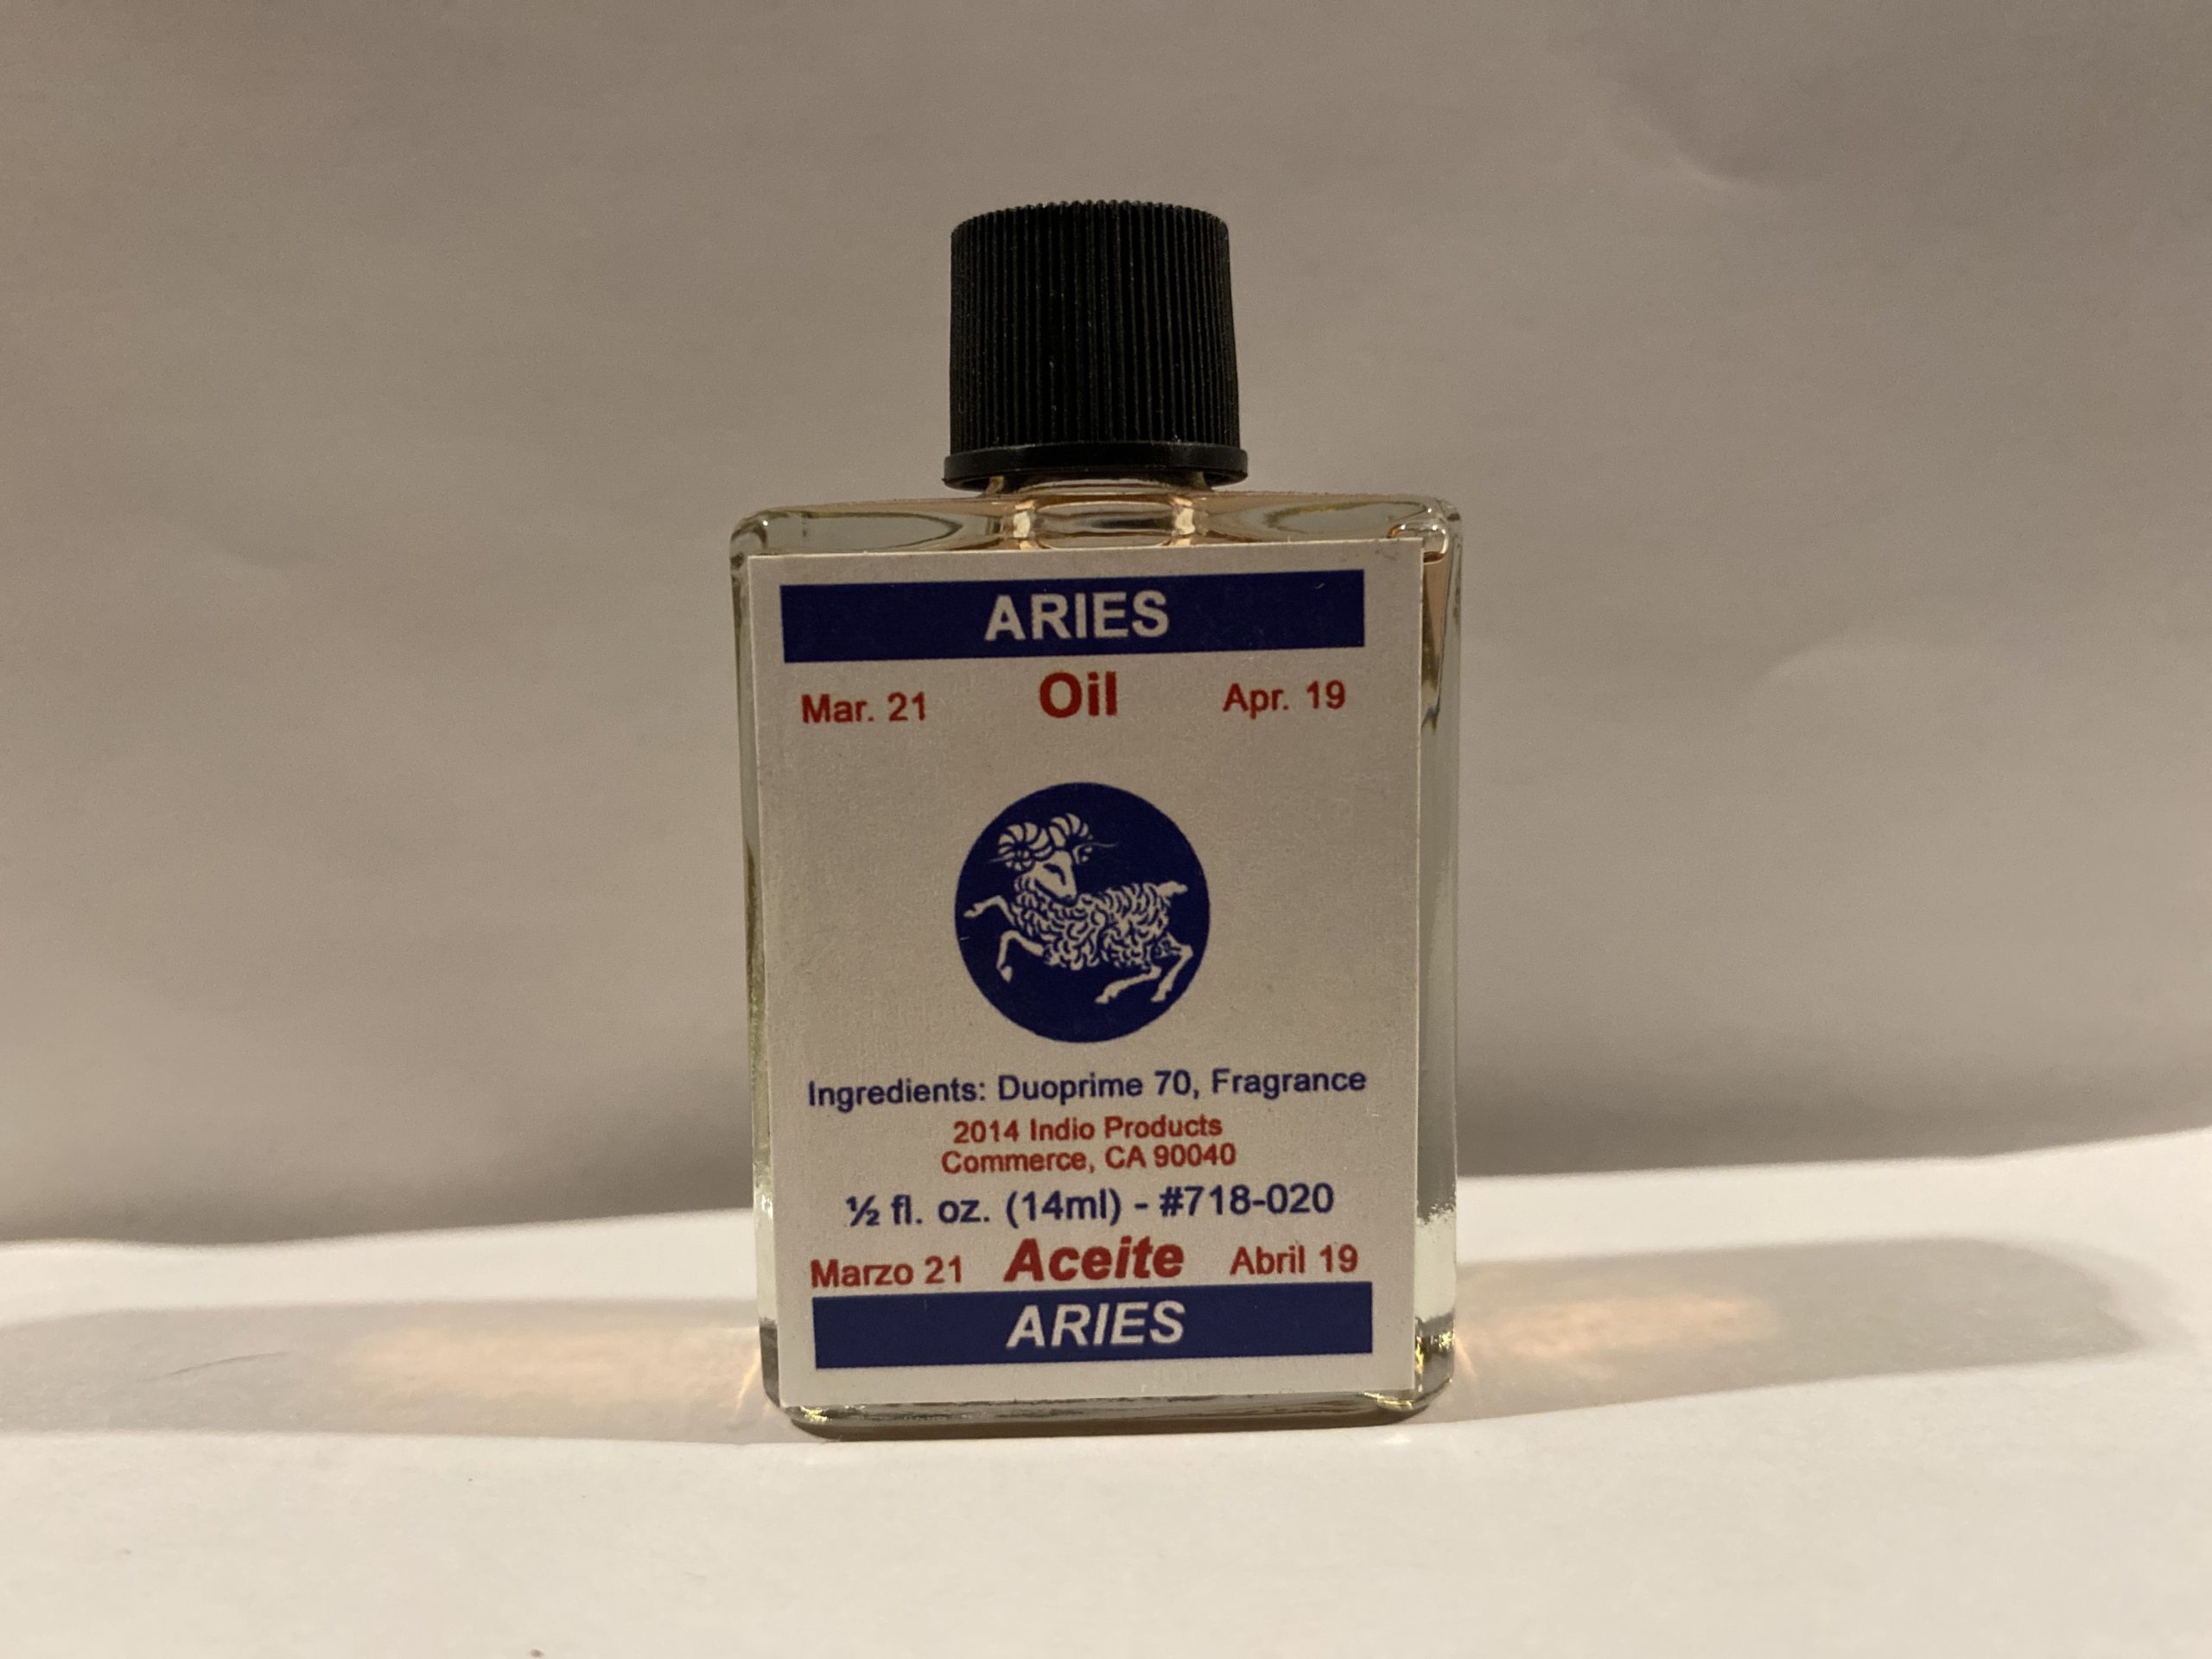 ARIES
Mar. 21 Oil Apr. 19
Ingredients: Duoprime 70, Fragrance
2014 Indio Products
Commerce, CA 90040
½ fl. oz. (14ml) - #718-020
Marzo 21 Aceite Abril 19
ARIES